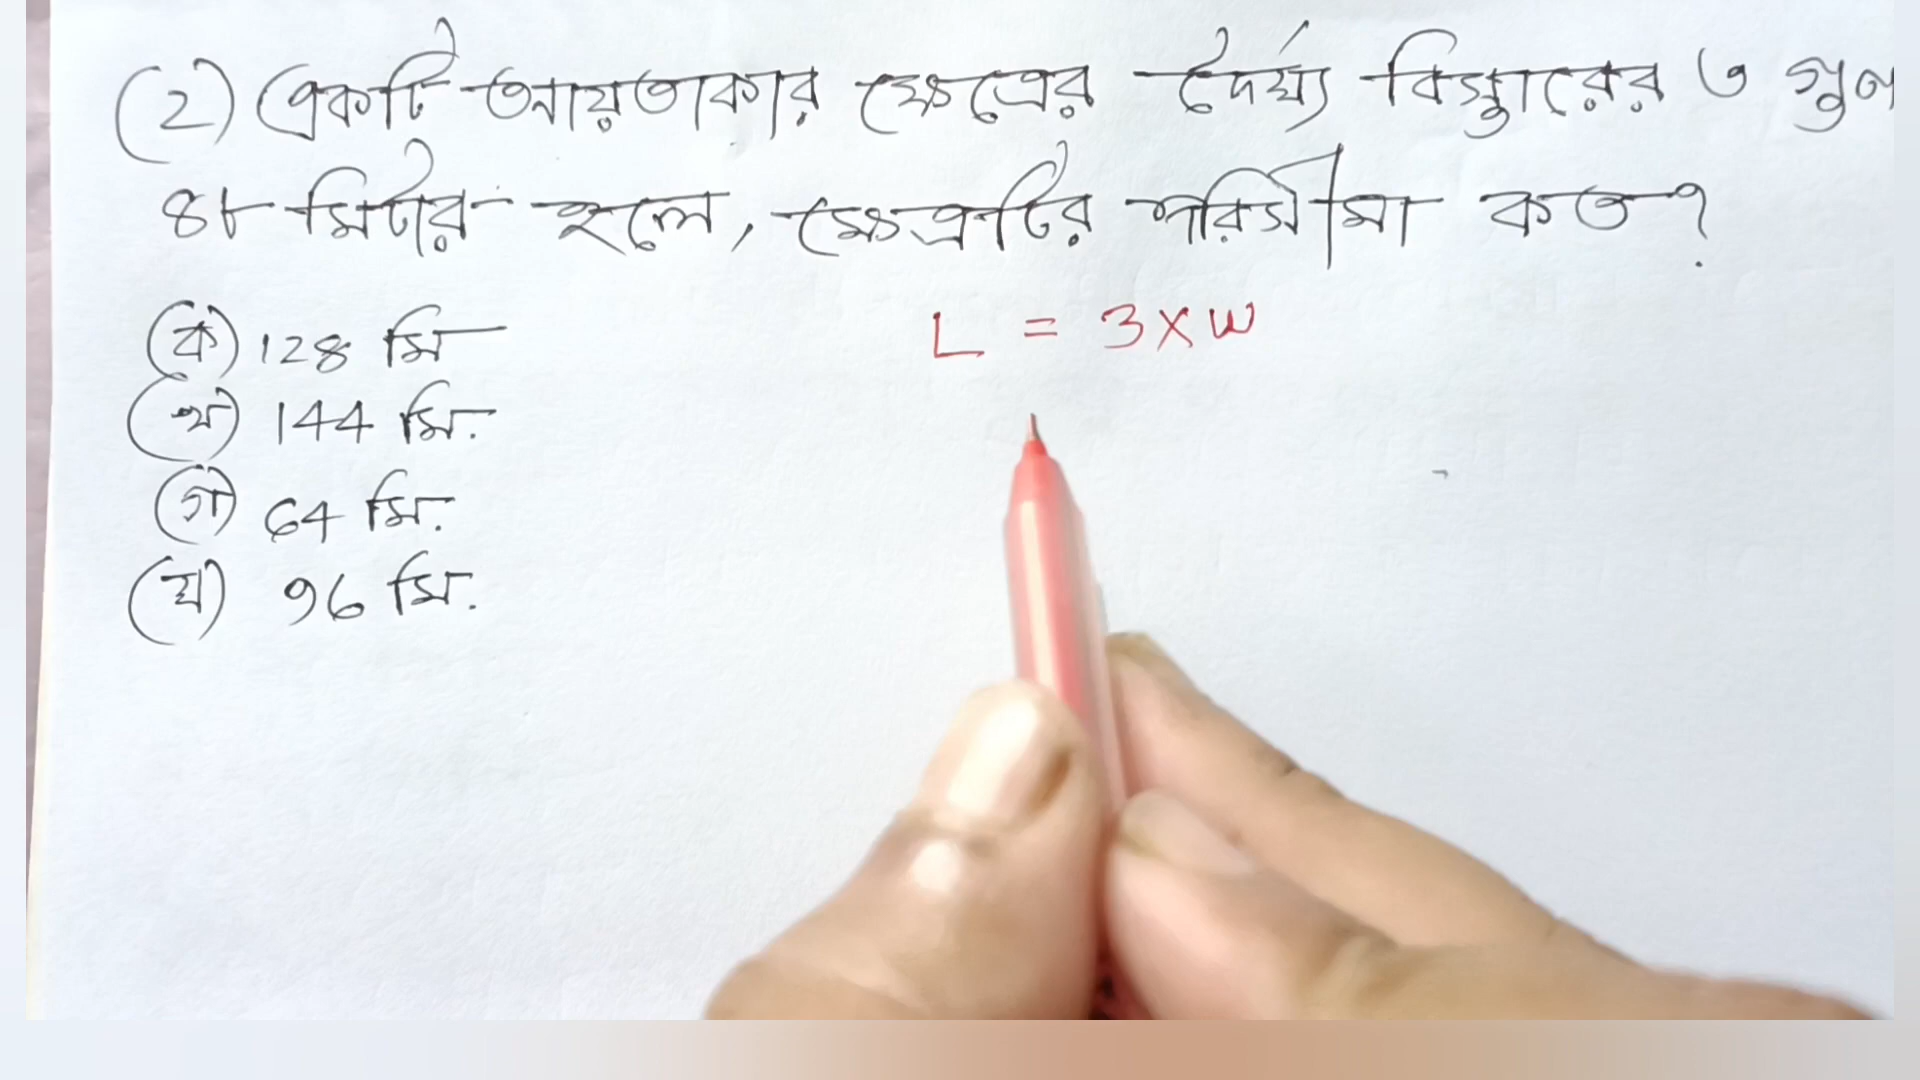 (2) একটি আয়তাকার ক্ষেত্রের দৈর্ঘ্য বিস্তারের ৩ গুণ
৪৮ মিটার হলে, ক্ষেত্রটির পরিসীমা কত?
(ক) 128 মি
(খ) 144 মি.
(গ) 64 মি.
(ঘ) 96 মি.
L = 3 x W